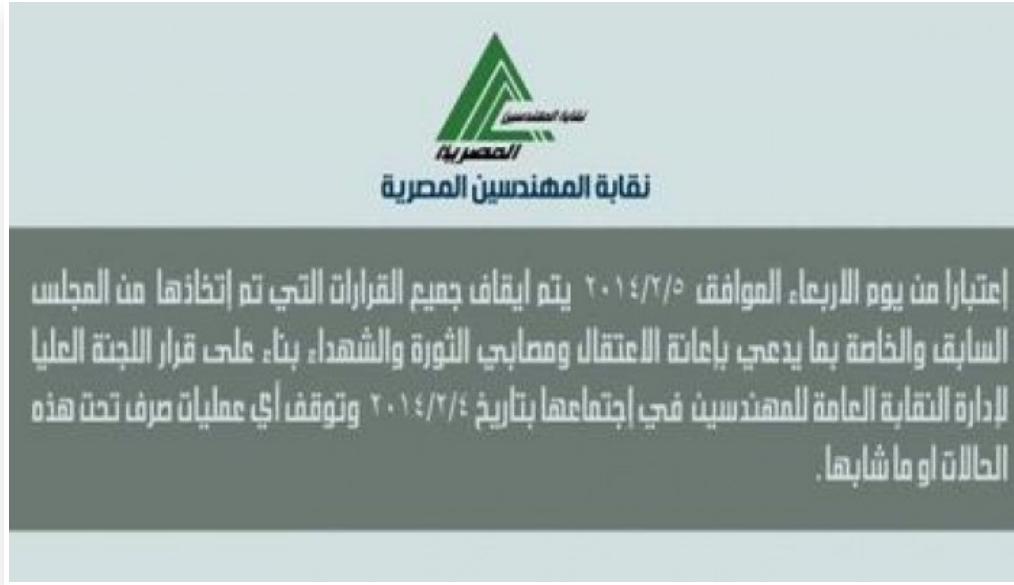 نقابة المهندسين
المصرية
نقابة المهندسين المصرية
إعتبارا من يوم الاربعاء الموافق ٢٠١٤/٢/٥ يتم ايقاف جميع القرارات التي تم إتخاذها من المجلس
السابق والخاصة بما يدعي بإعانة الاعتقال ومصابي الثورة والشهداء بناء على قرار اللجنة العليا
لإدارة النقابة العامة للمهندسين في إجتماعها بتاريخ ٢٠١٤/٢/٤ وتوقف أي عمليات صرف تحت هذه
الحالات او ما شابها.